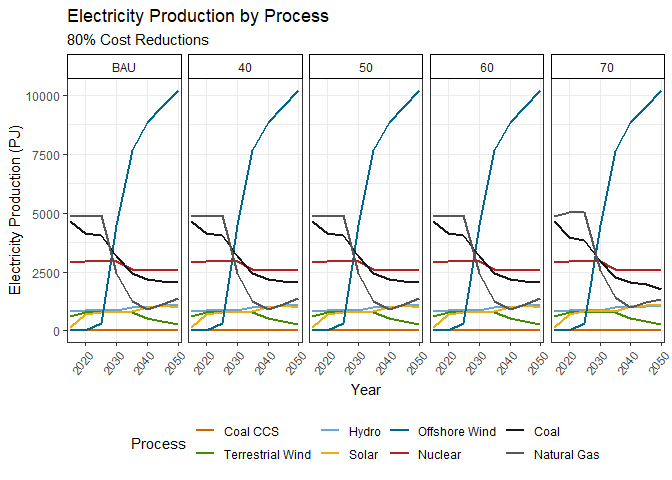 Electricity Production by Process
80% Cost Reductions
BAU 40 50 60 70
Electricity Production (PJ)
10000
7500
5000
2500
0
2020 2030 2040 2050 2020 2030 2040 2050 2020 2030 2040 2050 2020 2030 2040 2050 2020 2030 2040 2050
Year
Process
Coal CCS Hydro Offshore Wind Coal
Terrestrial Wind Solar Nuclear Natural Gas